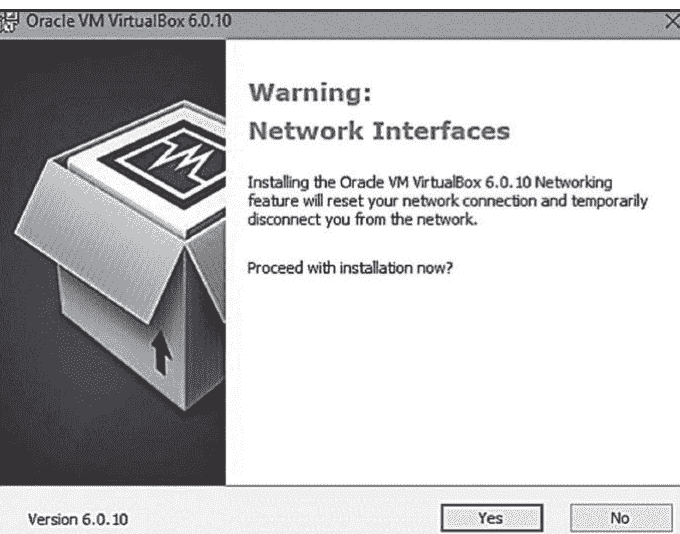 Oracle VM VirtualBox 6.0.10
Warning:
Network Interfaces
Installing the Oracle VM VirtualBox 6.0.10 Networking
feature will reset your network connection and temporarily
disconnect you from the network.
Proceed with installation now?
Version 6.0.10
Yes
No